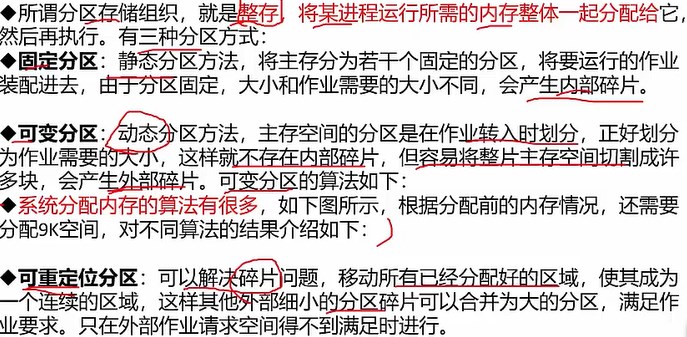 ◆所谓分区存储组织，就是整存，将某进程运行所需的内存整体一起分配给它，
然后再执行。有三种分区方式：
◆固定分区：静态分区方法，将主存分为若干个固定的分区，将要运行的作业
装配进去，由于分区固定，大小和作业需要的大小不同，会产生内部碎片。
◆可变分区：动态分区方法，主存空间的分区是在作业转入时划分，正好划分
为作业需要的大小，这样就不存在内部碎片，但容易将整片主存空间切割成许
多块，会产生外部碎片。可变分区的算法如下：
◆系统分配内存的算法有很多，如下图所示，根据分配前的内存情况，还需要
分配9K空间，对不同算法的结果介绍如下：
◆可重定位分区：可以解决碎片问题，移动所有已经分配好的区域，使其成为
一个连续的区域，这样其他外部细小的分区碎片可以合并为大的分区，满足作
业要求。只在外部作业请求空间得不到满足时进行。